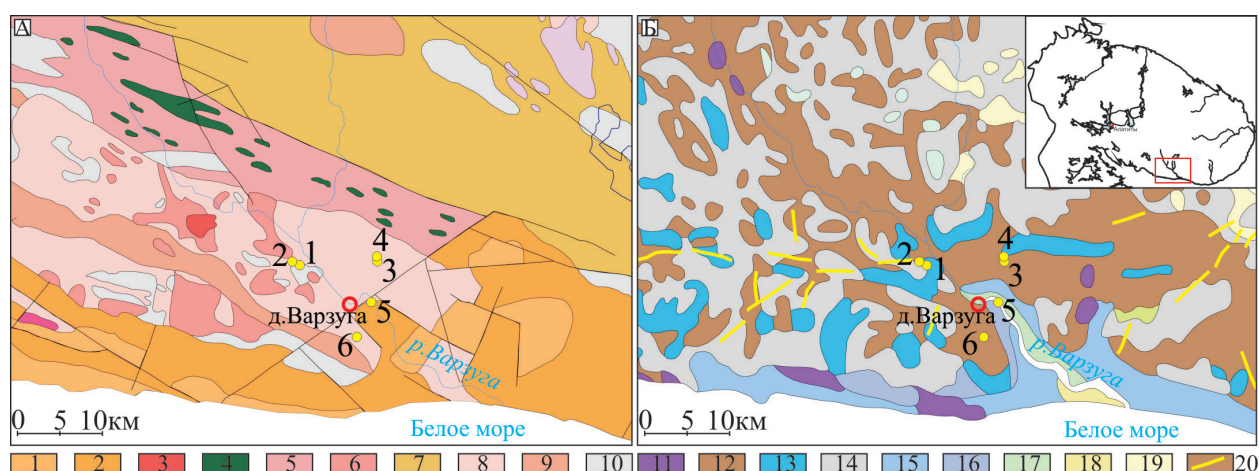 А
2
1
4
3
5
д.Варзуга
6
р.Варзуга
0 5 10км
Белое море
Б
Апатиты
2
1
4
3
5
д.Варзуга
6
р.Варзуга
0 5 10км
Белое море
1 2 3 4 5 6 7 8 9 10 11 12 13 14 15 16 17 18 19 20